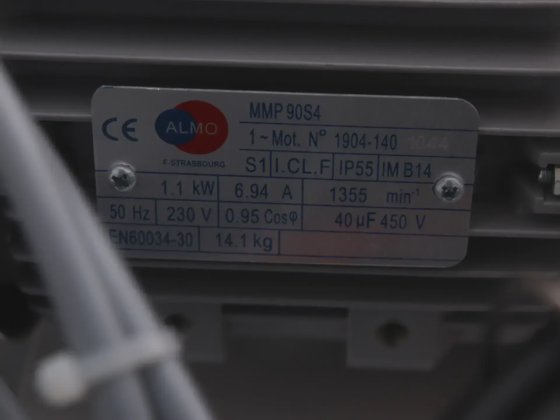 MMP 90S4
CE ALMO 1~Mot. N° 1904-140 1044
F-STRASBOURG S1 I.CL.F IP55 IM B14
1.1 kW 6.94 A 1355 min⁻¹
50 Hz 230 V 0.95 Cosφ 40 µF 450 V
EN60034-30 14.1 kg